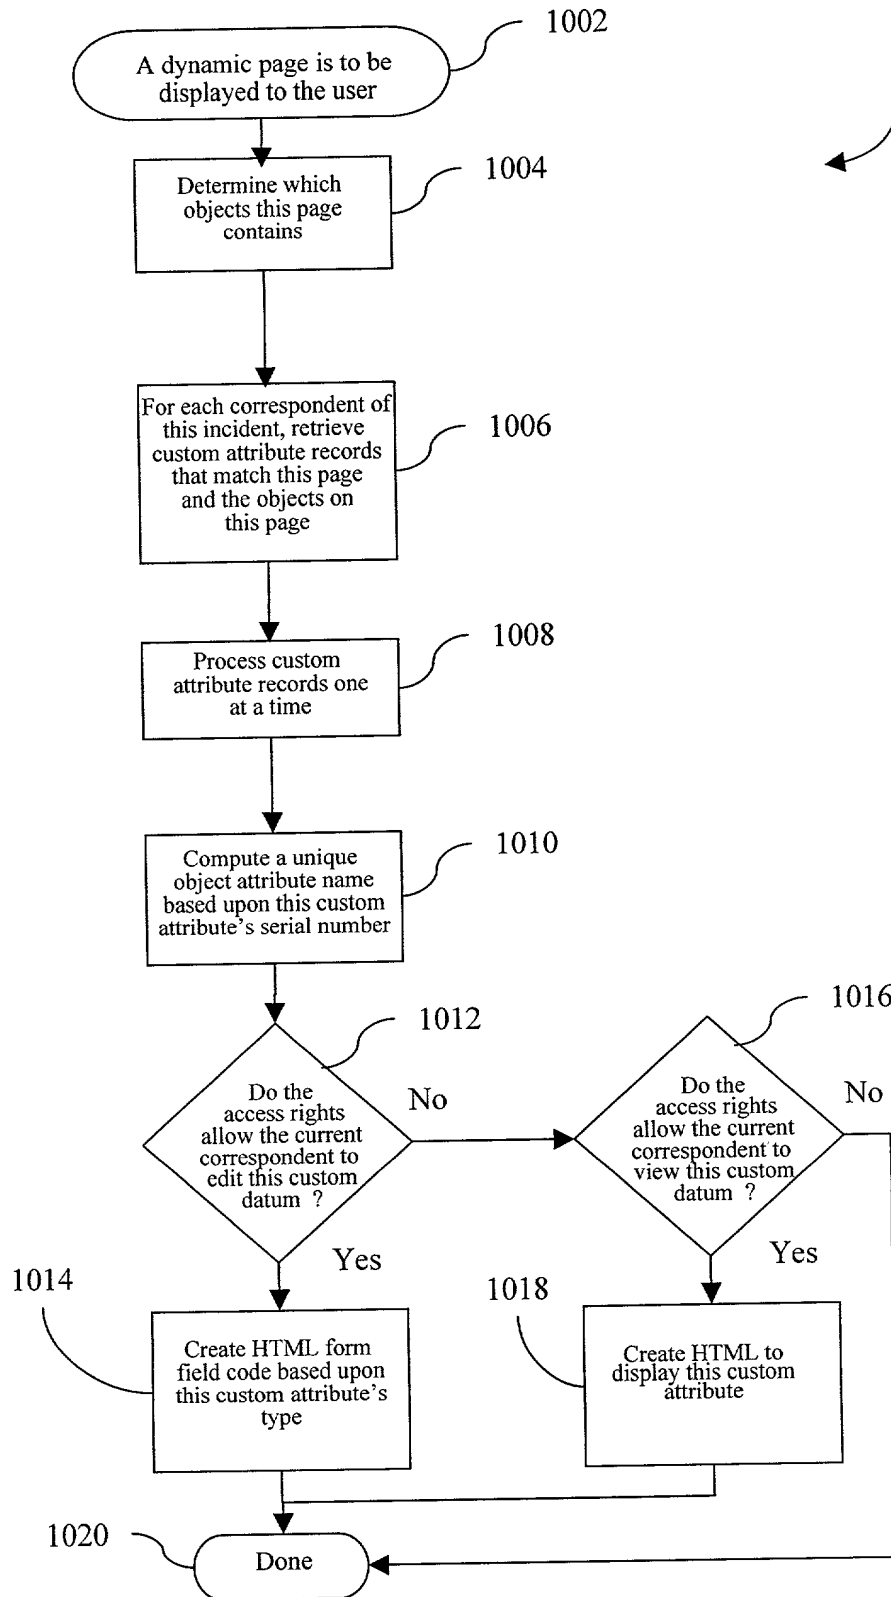 1002
A dynamic page is to be
displayed to the user
1004
Determine which
objects this page
contains
For each correspondent of
this incident, retrieve
custom attribute records
that match this page
and the objects on
this page
1006
1008
Process custom
attribute records one
at a time
1010
Compute a unique
object attribute name
based upon this custom
attribute's serial number
1012
1016
Do the
access rights
allow the current
correspondent to
edit this custom
datum ?
No
Do the
access rights
allow the current
correspondent to
view this custom
datum ?
No
Yes
Yes
1014
1018
Create HTML form
field code based upon
this custom attribute's
type
Create HTML to
display this custom
attribute
1020
Done